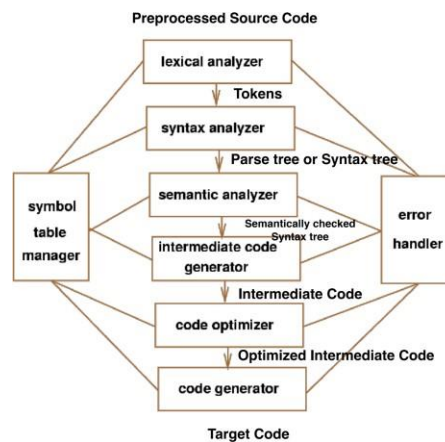 Preprocessed Source Code
lexical analyzer
Tokens
syntax analyzer
Parse tree or Syntax tree
semantic analyzer
symbol
table
manager
Semantically checked
Syntax tree
error
handler
intermediate code
generator
Intermediate Code
code optimizer
Optimized Intermediate Code
code generator
Target Code